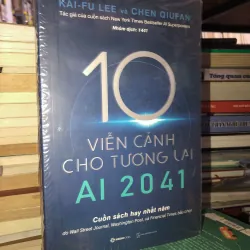 KAI-FU LEE và CHEN QIUFAN
Tác giả của cuốn sách New York Times Bestseller AI Superpowers
Nhóm dịch: 1441
10
VIỄN CẢNH
CHO TƯƠNG LAI
AI 2041
Cuốn sách hay nhất năm
do Wall Street Journal, Washington Post, và Financial Times bình chọn